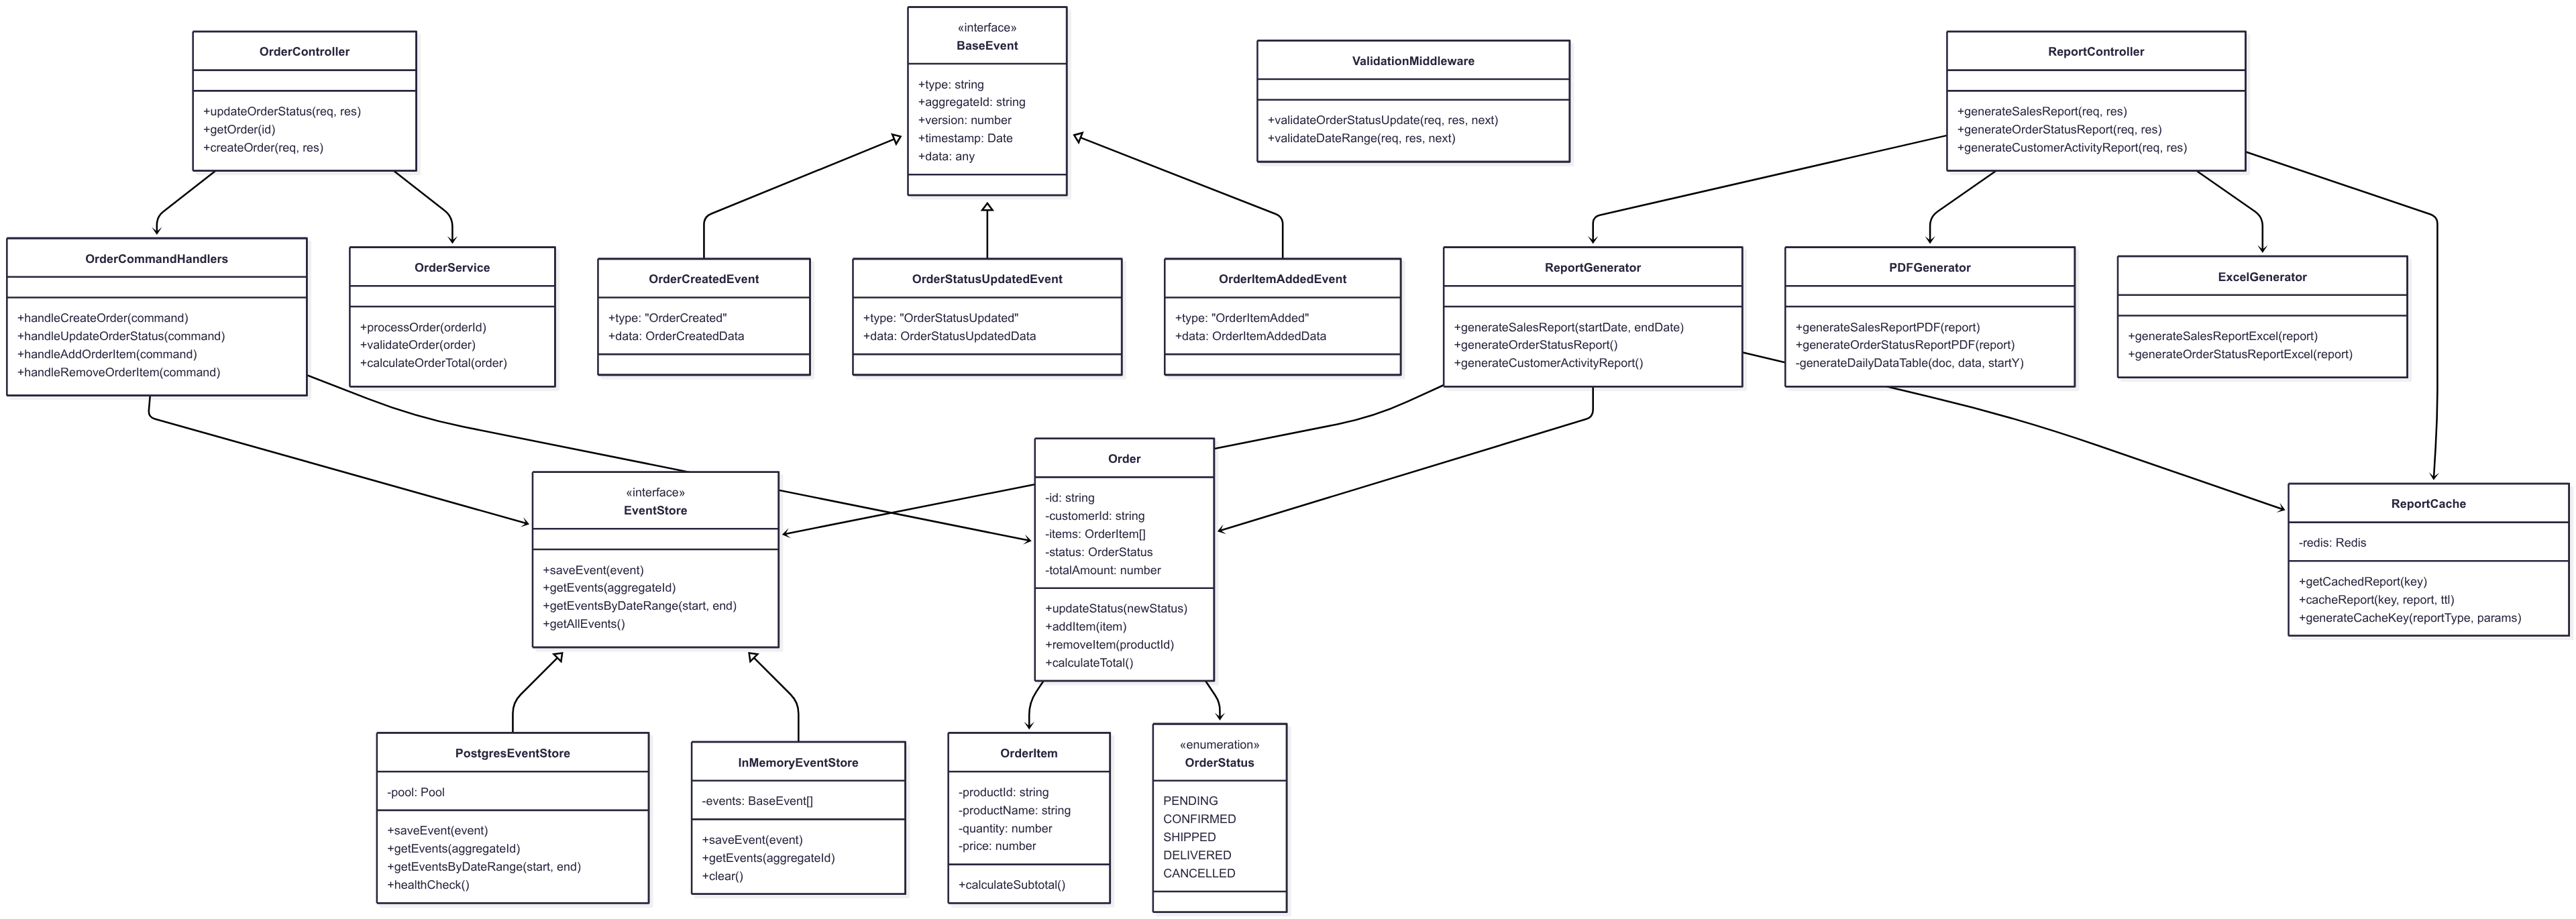 OrderController
+updateOrderStatus(req, res)
+getOrder(id)
+createOrder(req, res)
«interface»
BaseEvent
+type: string
+aggregateId: string
+version: number
+timestamp: Date
+data: any
ValidationMiddleware
+validateOrderStatusUpdate(req, res, next)
+validateDateRange(req, res, next)
ReportController
+generateSalesReport(req, res)
+generateOrderStatusReport(req, res)
+generateCustomerActivityReport(req, res)
OrderCommandHandlers
+handleCreateOrder(command)
+handleUpdateOrderStatus(command)
+handleAddOrderItem(command)
+handleRemoveOrderItem(command)
OrderService
+processOrder(orderId)
+validateOrder(order)
+calculateOrderTotal(order)
OrderCreatedEvent
+type: "OrderCreated"
+data: OrderCreatedData
OrderStatusUpdatedEvent
+type: "OrderStatusUpdated"
+data: OrderStatusUpdatedData
OrderItemAddedEvent
+type: "OrderItemAdded"
+data: OrderItemAddedData
ReportGenerator
+generateSalesReport(startDate, endDate)
+generateOrderStatusReport()
+generateCustomerActivityReport()
PDFGenerator
+generateSalesReportPDF(report)
+generateOrderStatusReportPDF(report)
-generateDailyDataTable(doc, data, startY)
ExcelGenerator
+generateSalesReportExcel(report)
+generateOrderStatusReportExcel(report)
«interface»
EventStore
+saveEvent(event)
+getEvents(aggregateId)
+getEventsByDateRange(start, end)
+getAllEvents()
Order
-id: string
-customerId: string
-items: OrderItem[]
-status: OrderStatus
-totalAmount: number
+updateStatus(newStatus)
+addItem(item)
+removeItem(productId)
+calculateTotal()
ReportCache
-redis: Redis
+getCachedReport(key)
+cacheReport(key, report, ttl)
+generateCacheKey(reportType, params)
PostgresEventStore
-pool: Pool
+saveEvent(event)
+getEvents(aggregateId)
+getEventsByDateRange(start, end)
+healthCheck()
InMemoryEventStore
-events: BaseEvent[]
+saveEvent(event)
+getEvents(aggregateId)
+clear()
OrderItem
-productId: string
-productName: string
-quantity: number
-price: number
+calculateSubtotal()
«enumeration»
OrderStatus
PENDING
CONFIRMED
SHIPPED
DELIVERED
CANCELLED